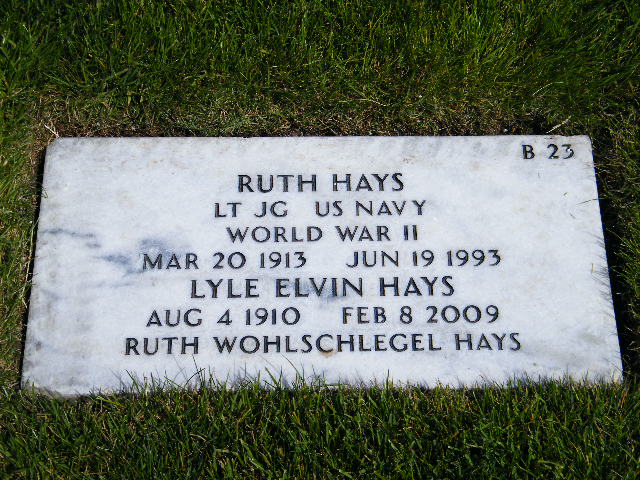 B 23
RUTH HAYS
LT JG US NAVY
WORLD WAR II
MAR 20 1913 JUN 19 1993
LYLE ELVIN HAYS
AUG 4 1910 FEB 8 2009
RUTH WOHLSCHLEGEL HAYS